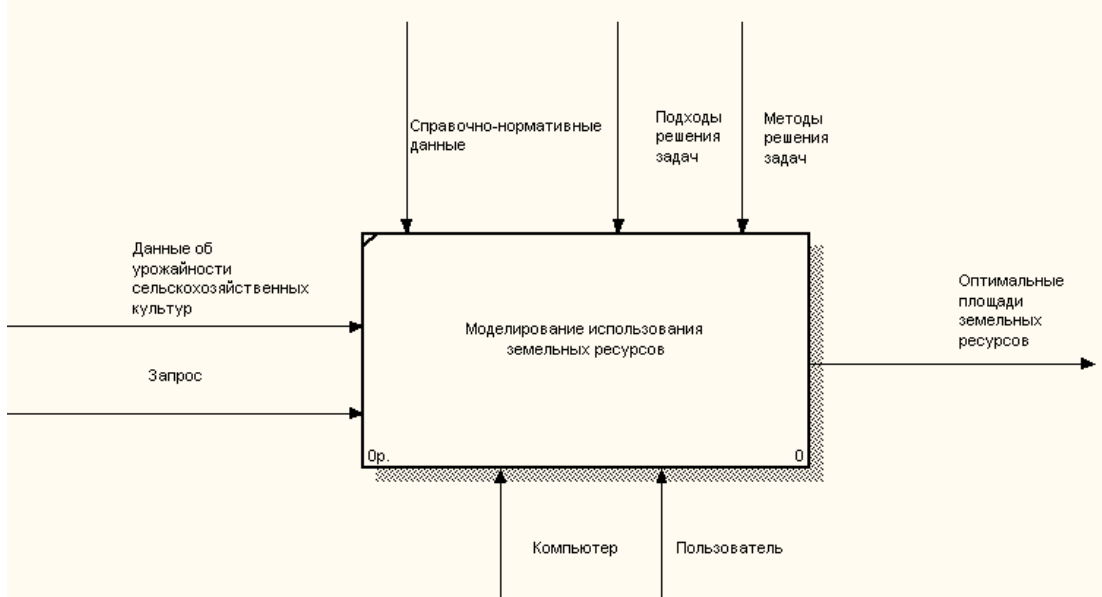 Справочно-нормативные
данные
Подходы
решения
задач
Методы
решения
задач
Данные об
урожайности
сельскохозяйственных
культур
Запрос
Моделирование использования
земельных ресурсов
0р.
0
Оптимальные
площади
земельных
ресурсов
Компьютер
Пользователь